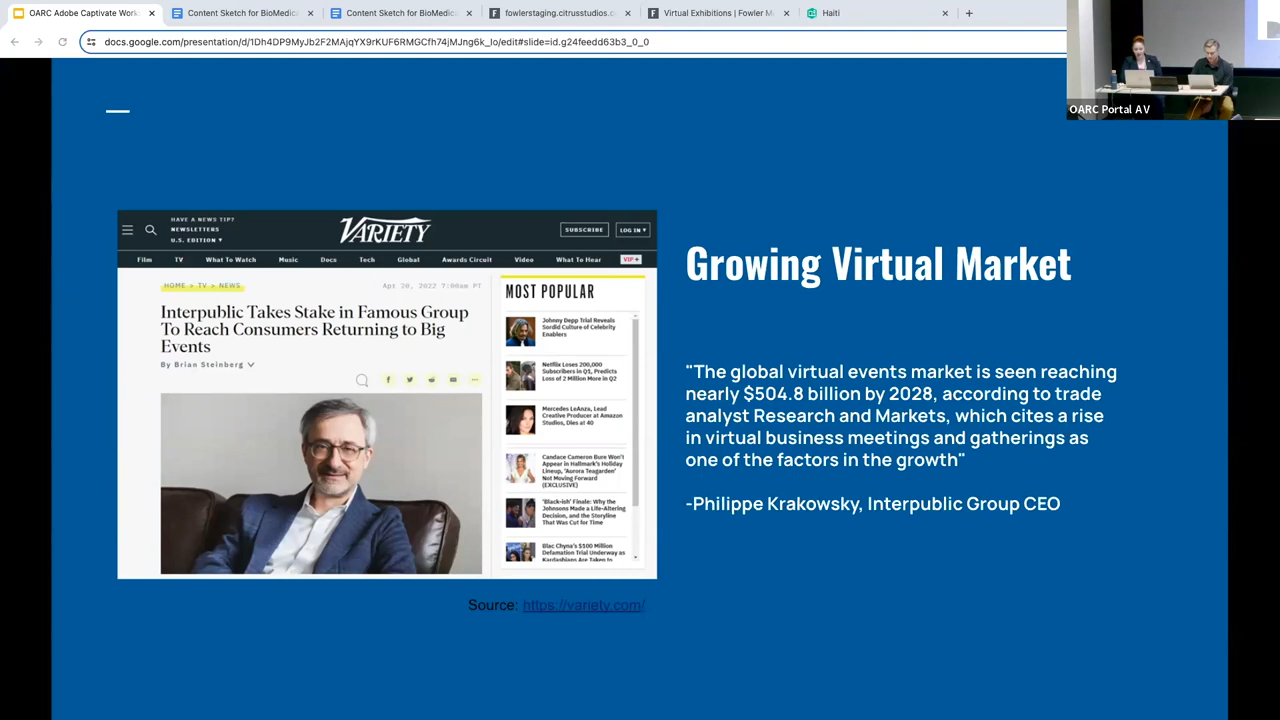 OARC Adobe Captivate Work
Content Sketch for BioMedica
Content Sketch for BioMedica
fowlerstaging.citrusstudios.c
Virtual Exhibitions | Fowler M
Haiti
docs.google.com/presentation/d/1Dh4DP9MyJb2F2MAjqYX9rKUF6RMGCfh74jMJng6k_Io/edit#slide=id.g24feedd63b3_0_0
OARC Portal AV
HAVE A NEWS TIP?
NEWSLETTERS
U.S. EDITION
VARIETY
SUBSCRIBE
LOG IN
Film TV What To Watch Music Docs Tech Global Awards Circuit Video What To Hear VIP+
HOME > TV > NEWS
Apr 20, 2022 7:00am PT
Interpublic Takes Stake in Famous Group
To Reach Consumers Returning to Big
Events
By Brian Steinberg
MOST POPULAR
Johnny Depp Trial Reveals
Sordid Culture of Celebrity
Enablers
Netflix Loses 200,000
Subscribers in Q1, Predicts
Loss of 2 Million More in Q2
Mercedes LeAnza, Lead
Creative Producer at Amazon
Studios, Dies at 40
Candace Cameron Bure Won't
Appear in Hallmark's Holiday
Lineup, 'Aurora Teagarden'
Not Moving Forward
(EXCLUSIVE)
'Black-ish' Finale: Why the
Johnsons Made a Life-Altering
Decision, and the Storyline
That Was Cut for Time
Blac Chyna's $100 Million
Defamation Trial Underway as
Kardashians Are Taken to
Source: https://variety.com/
Growing Virtual Market
"The global virtual events market is seen reaching
nearly $504.8 billion by 2028, according to trade
analyst Research and Markets, which cites a rise
in virtual business meetings and gatherings as
one of the factors in the growth"
-Philippe Krakowsky, Interpublic Group CEO